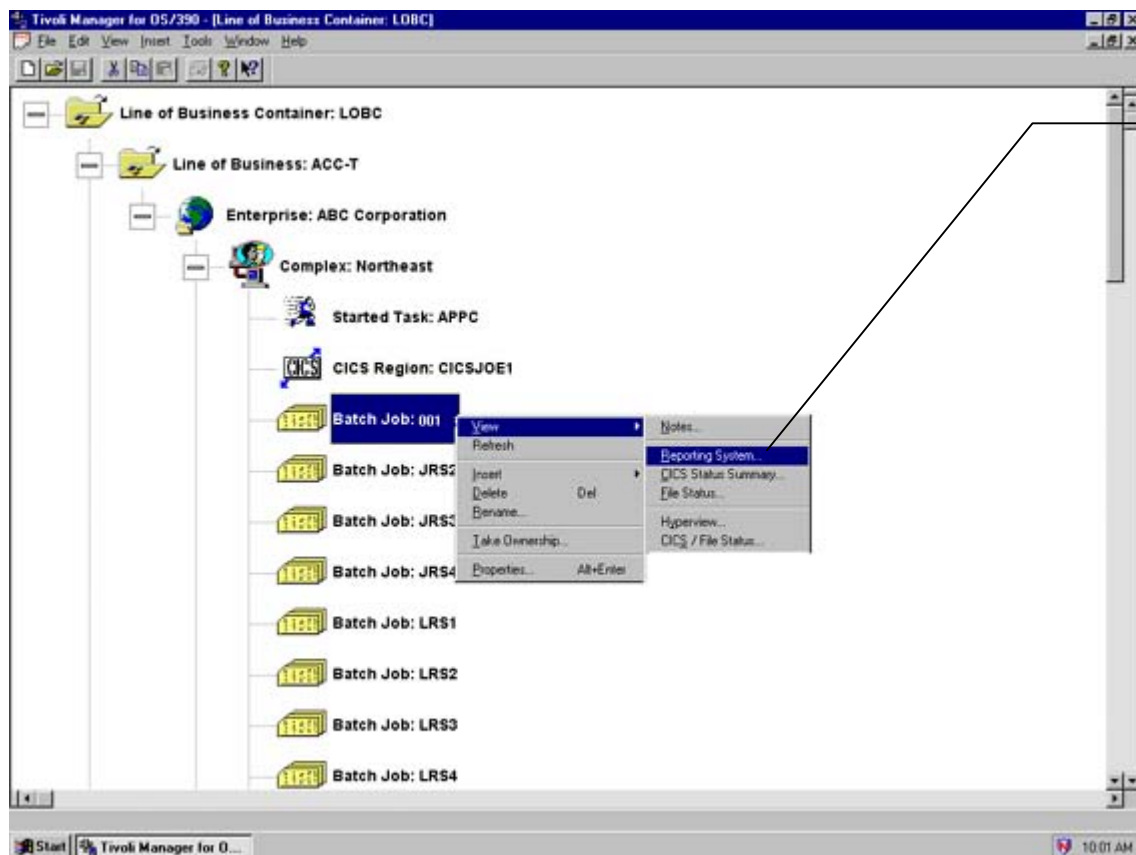 Tivoli Manager for OS/390 - [Line of Business Container: LOBC]
File Edit View Insert Tools Window Help
Line of Business Container: LOBC
Line of Business: ACC-T
Enterprise: ABC Corporation
Complex: Northeast
Started Task: APPC
CICS
CICS Region: CICSJOE1
Batch Job: 001
View
Notes...
Refresh
Reporting System...
Batch Job: JRS2
Insert
CICS Status Summary...
Delete Del
File Status...
Rename...
Batch Job: JRS3
Hyperview...
Take Ownership...
CICS / File Status...
Batch Job: JRS4
Properties... Alt+Enter
Batch Job: LRS1
Batch Job: LRS2
Batch Job: LRS3
Batch Job: LRS4
Start Tivoli Manager for O...
10:01 AM